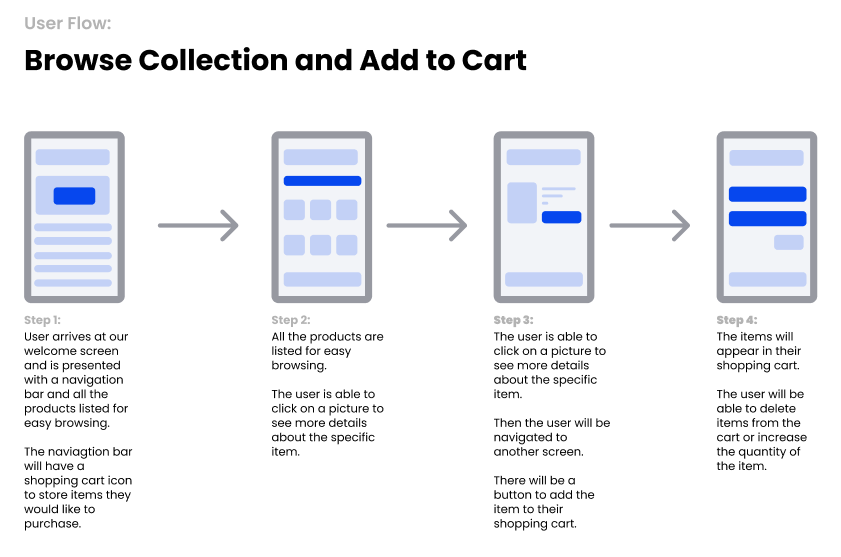 User Flow:
Browse Collection and Add to Cart
Step 1:
User arrives at our
welcome screen
and is presented
with a navigation
bar and all the
products listed for
easy browsing.
The naviagtion bar
will have a
shopping cart icon
to store items they
would like to
purchase.
Step 2:
All the products are
listed for easy
browsing.
The user is able to
click on a picture to
see more details
about the specific
item.
Step 3:
The user is able to
click on a picture to
see more details
about the specific
item.
Then the user will be
navigated to
another screen.
There will be a
button to add the
item to their
shopping cart.
Step 4:
The items will
appear in their
shopping cart.
The user will be
able to delete
items from the
cart or increase
the quantity of
the item.